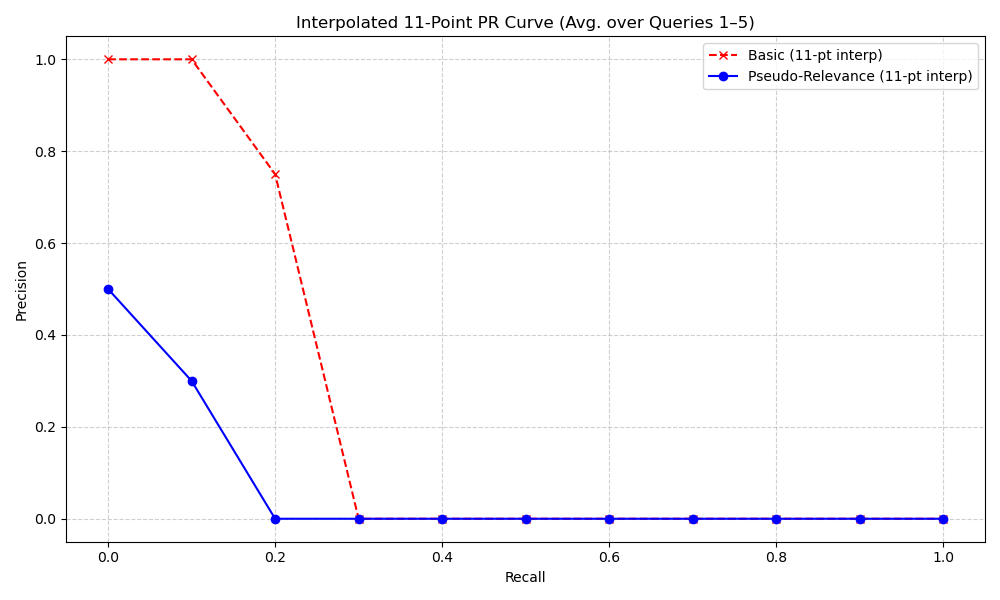 Interpolated 11-Point PR Curve (Avg. over Queries 1–5)
Basic (11-pt interp)
Pseudo-Relevance (11-pt interp)
Precision
1.0
0.8
0.6
0.4
0.2
0.0
0.0 0.2 0.4 0.6 0.8 1.0
Recall